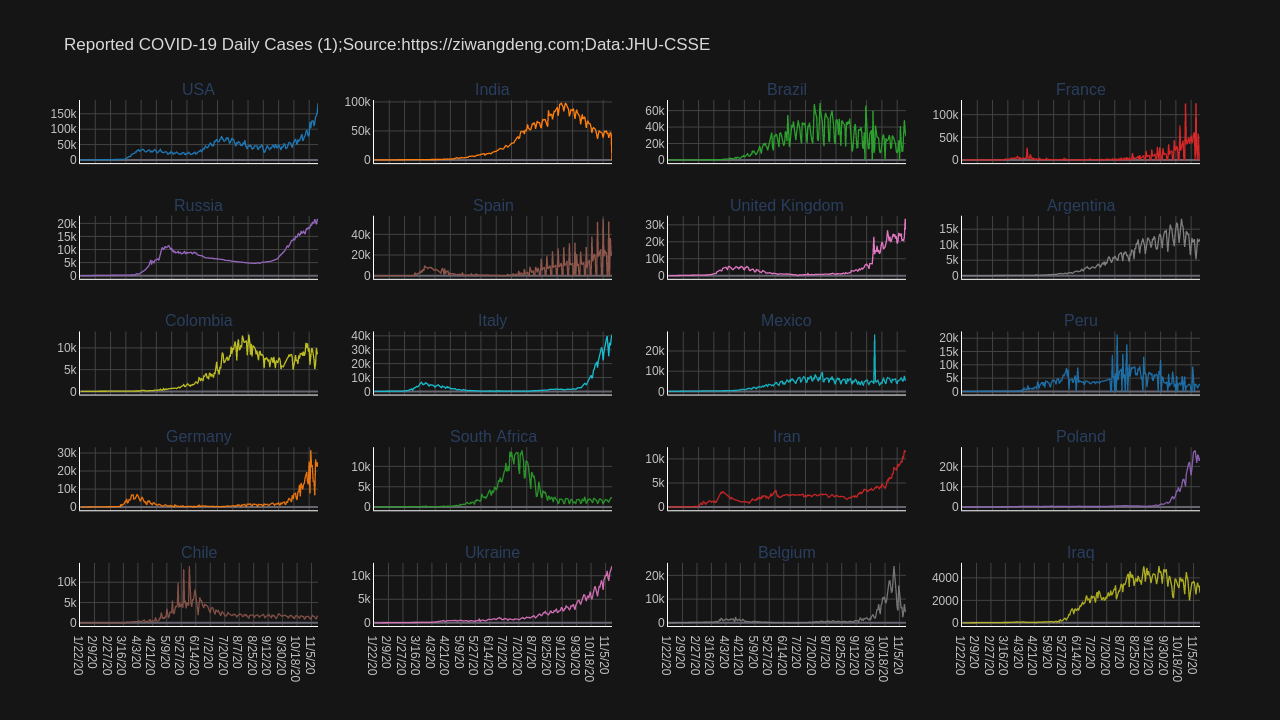 Reported COVID-19 Daily Cases (1);Source:https://ziwangdeng.com;Data:JHU-CSSE
USA India Brazil France
150k
100k
50k
0
100k
50k
0
60k
40k
20k
0
100k
50k
0
Russia Spain United Kingdom Argentina
20k
15k
10k
5k
0
40k
20k
0
30k
20k
10k
0
15k
10k
5k
0
Colombia Italy Mexico Peru
10k
5k
0
40k
30k
20k
10k
0
20k
10k
0
20k
15k
10k
5k
0
Germany South Africa Iran Poland
30k
20k
10k
0
10k
5k
0
10k
5k
0
20k
10k
0
Chile Ukraine Belgium Iraq
10k
5k
0
10k
5k
0
20k
10k
0
4000
2000
0
1/22/20 2/9/20 2/27/20 3/16/20 4/3/20 4/21/20 5/9/20 5/27/20 6/14/20 7/2/20 7/20/20 8/7/20 8/25/20 9/12/20 9/30/20 10/18/20 11/5/20
1/22/20 2/9/20 2/27/20 3/16/20 4/3/20 4/21/20 5/9/20 5/27/20 6/14/20 7/2/20 7/20/20 8/7/20 8/25/20 9/12/20 9/30/20 10/18/20 11/5/20
1/22/20 2/9/20 2/27/20 3/16/20 4/3/20 4/21/20 5/9/20 5/27/20 6/14/20 7/2/20 7/20/20 8/7/20 8/25/20 9/12/20 9/30/20 10/18/20 11/5/20
1/22/20 2/9/20 2/27/20 3/16/20 4/3/20 4/21/20 5/9/20 5/27/20 6/14/20 7/2/20 7/20/20 8/7/20 8/25/20 9/12/20 9/30/20 10/18/20 11/5/20